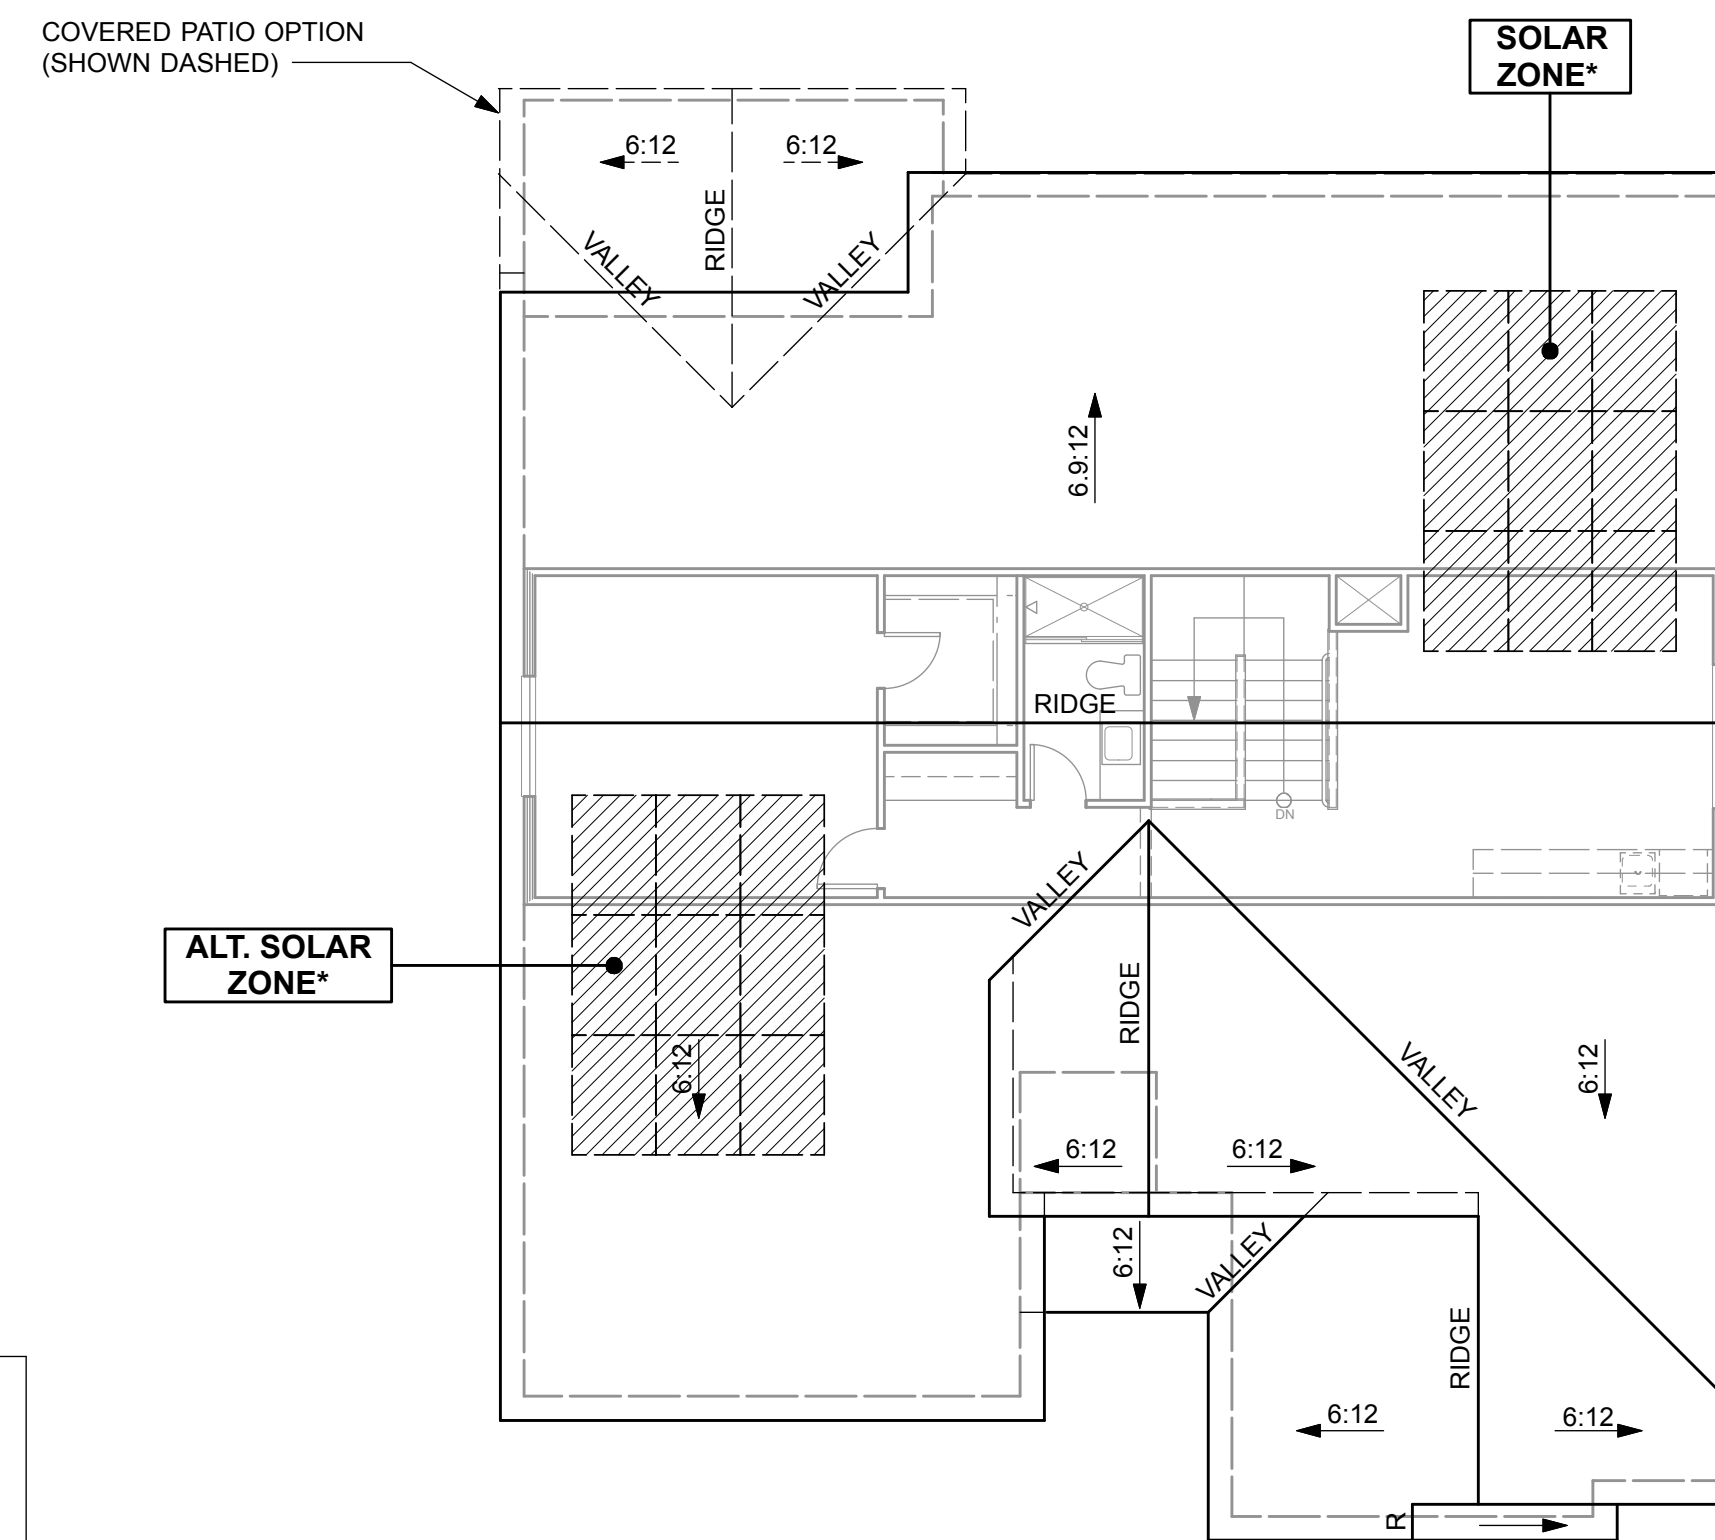 COVERED PATIO OPTION
(SHOWN DASHED)
SOLAR
ZONE*
6:12
6:12
RIDGE
VALLEY
VALLEY
6.9:12
RIDGE
DN
VALLEY
ALT. SOLAR
ZONE*
RIDGE
6:12
VALLEY
6:12
6:12
6:12
6:12
VALLEY
RIDGE
6:12
6:12
R